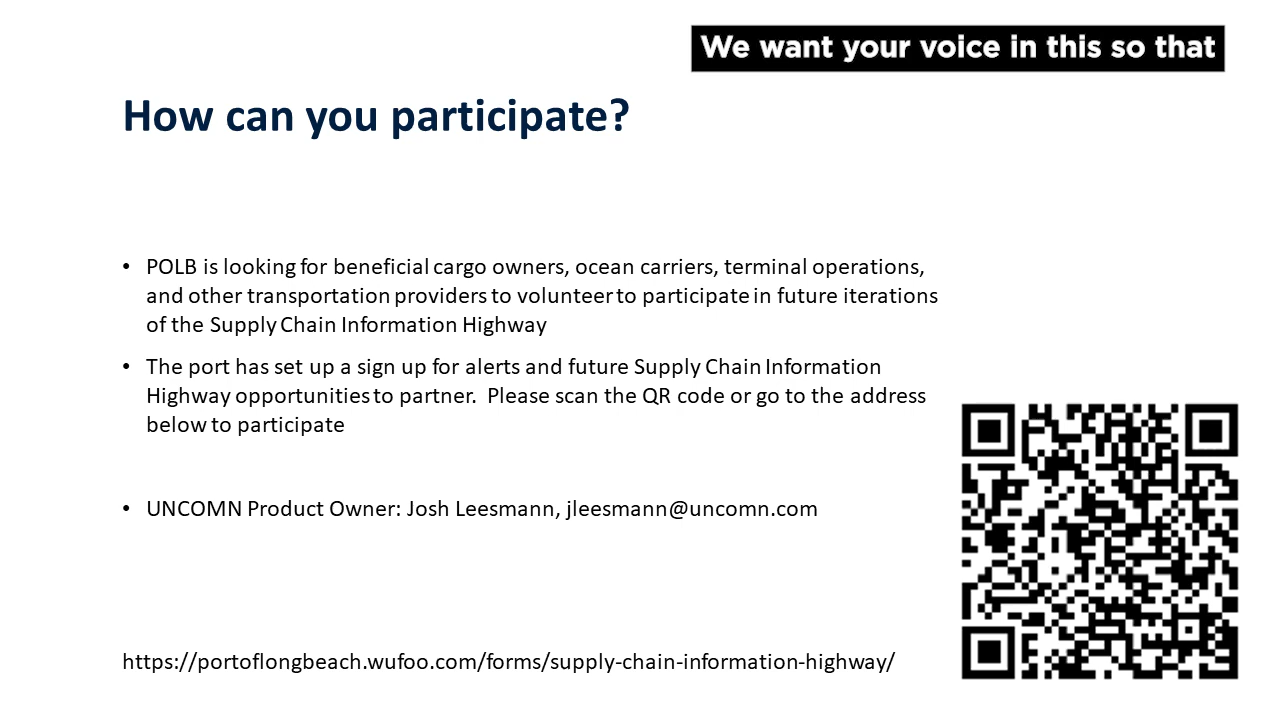 We want your voice in this so that
How can you participate?
• POLB is looking for beneficial cargo owners, ocean carriers, terminal operations,
and other transportation providers to volunteer to participate in future iterations
of the Supply Chain Information Highway
• The port has set up a sign up for alerts and future Supply Chain Information
Highway opportunities to partner.  Please scan the QR code or go to the address
below to participate
• UNCOMN Product Owner: Josh Leesmann, jleesmann@uncomn.com
https://portoflongbeach.wufoo.com/forms/supply-chain-information-highway/